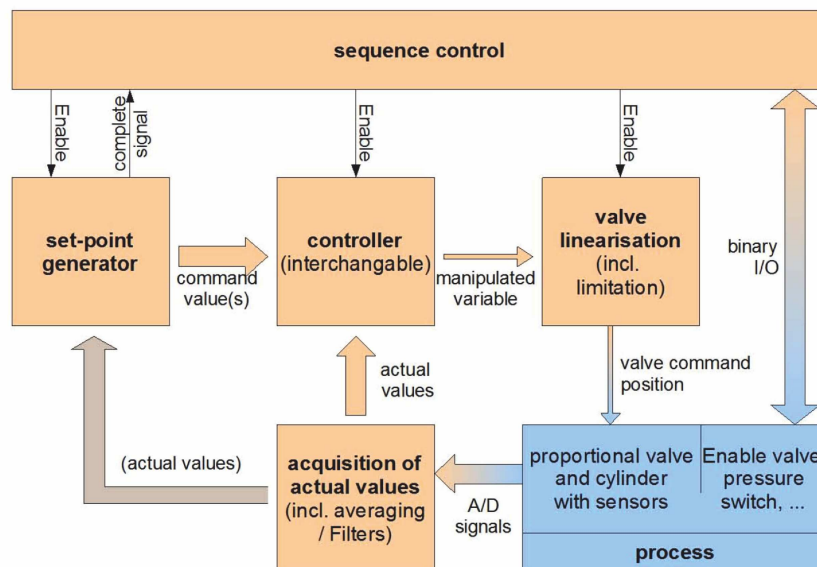 sequence control
Enable
complete
signal
Enable
Enable
set-point
generator
command
value(s)
controller
(interchangable)
manipulated
variable
valve
linearisation
(incl.
limitation)
binary
I/O
actual
values
valve command
position
(actual values)
acquisition of
actual values
(incl. averaging
/ Filters)
A/D
signals
proportional valve
and cylinder
with sensors
Enable valve,
pressure
switch, ...
process